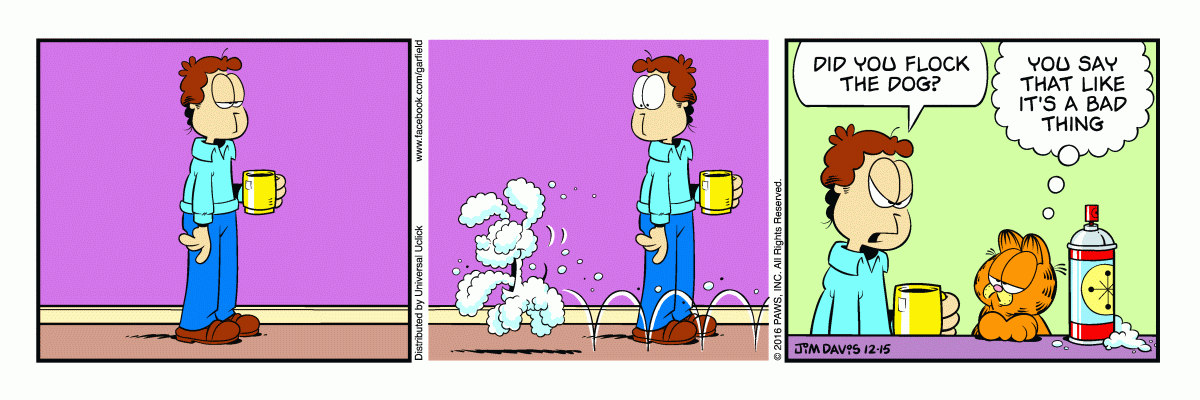 www.facebook.com/garfield
Distributed by Universal Uclick
© 2016 PAWS, INC. All Rights Reserved.
DID YOU FLOCK
THE DOG?
YOU SAY
THAT LIKE
IT'S A BAD
THING
JIM DAVIS 12-15